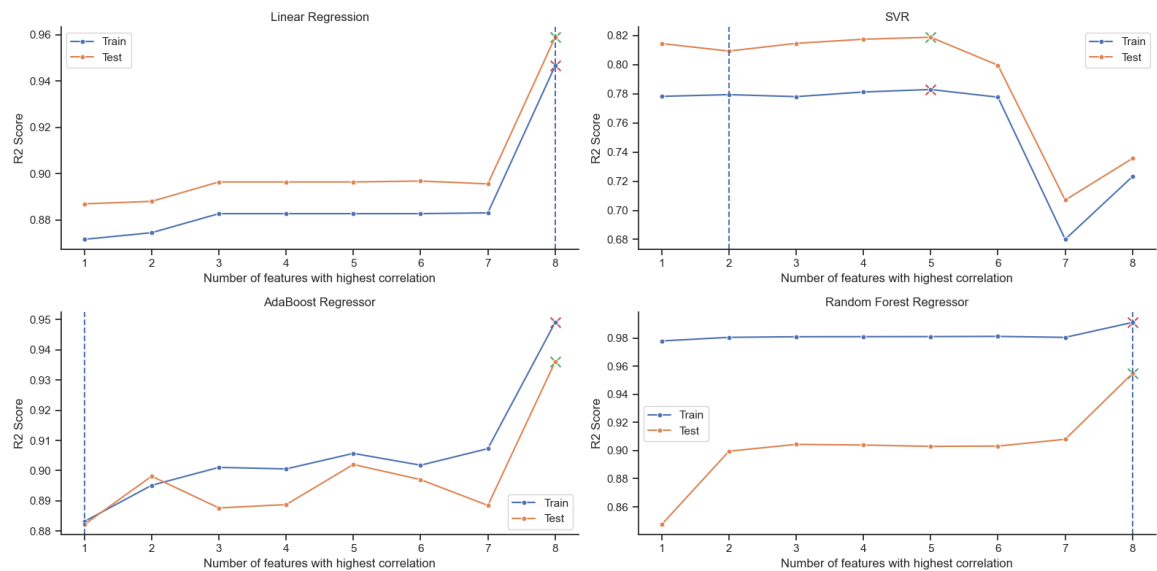 Linear Regression
0.96
0.94
0.92
0.90
0.88
R2 Score
Train
Test
1 2 3 4 5 6 7 8
Number of features with highest correlation
SVR
0.82
0.80
0.78
0.76
0.74
0.72
0.70
0.68
R2 Score
Train
Test
1 2 3 4 5 6 7 8
Number of features with highest correlation
AdaBoost Regressor
0.95
0.94
0.93
0.92
0.91
0.90
0.89
0.88
R2 Score
Train
Test
1 2 3 4 5 6 7 8
Number of features with highest correlation
Random Forest Regressor
0.98
0.96
0.94
0.92
0.90
0.88
0.86
R2 Score
Train
Test
1 2 3 4 5 6 7 8
Number of features with highest correlation